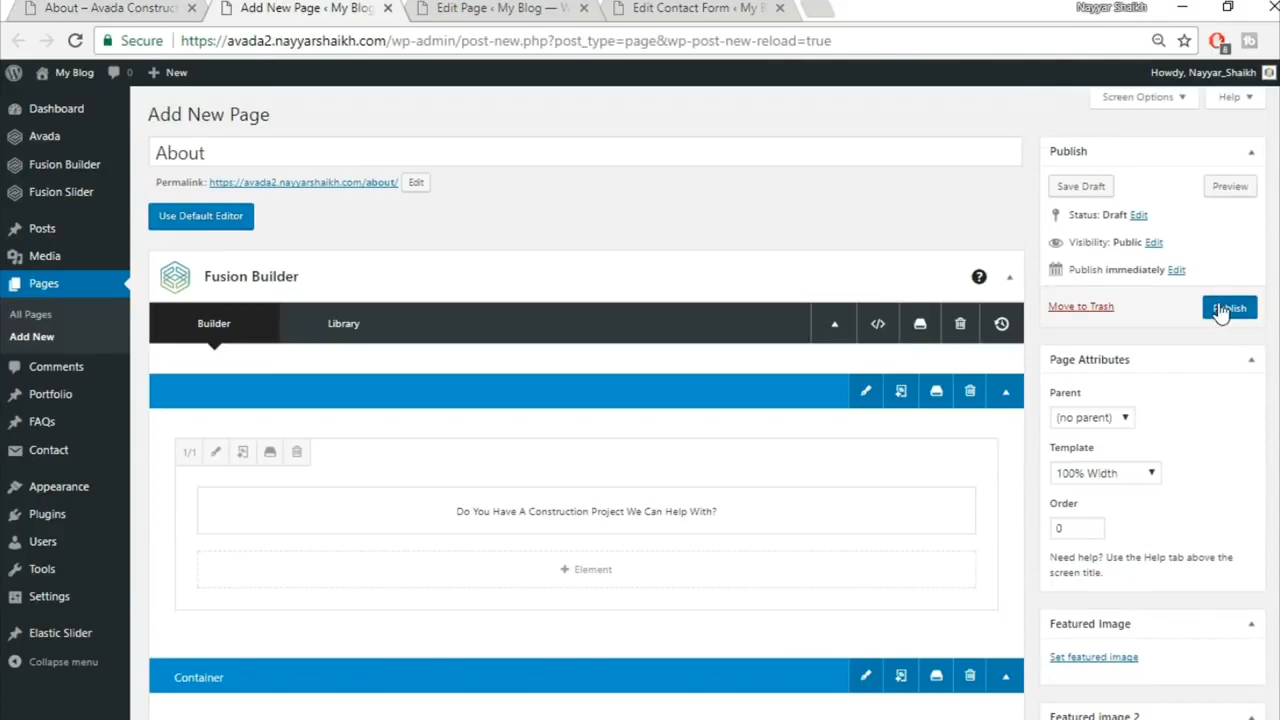 About – Avada Construct
Add New Page ‹ My Blog
Edit Page ‹ My Blog — W
Edit Contact Form ‹ My B
Nayyar Shaikh
Secure
https://avada2.nayyarshaikh.com/wp-admin/post-new.php?post_type=page&wp-post-new-reload=true
8
My Blog
0
New
Howdy, Nayyar_Shaikh
Screen Options
Help
Dashboard
Avada
Fusion Builder
Fusion Slider
Posts
Media
Pages
All Pages
Add New
Comments
Portfolio
FAQs
Contact
Appearance
Plugins
Users
Tools
Settings
Elastic Slider
Collapse menu
Add New Page
About
Permalink: https://avada2.nayyarshaikh.com/about/ Edit
Use Default Editor
Fusion Builder
Builder
Library
1/1
Do You Have A Construction Project We Can Help With?
+ Element
Container
Publish
Save Draft
Preview
Status: Draft Edit
Visibility: Public Edit
Publish immediately Edit
Move to Trash
Publish
Page Attributes
Parent
(no parent)
Template
100% Width
Order
0
Need help? Use the Help tab above the
screen title.
Featured Image
Set featured image
Featured image 2